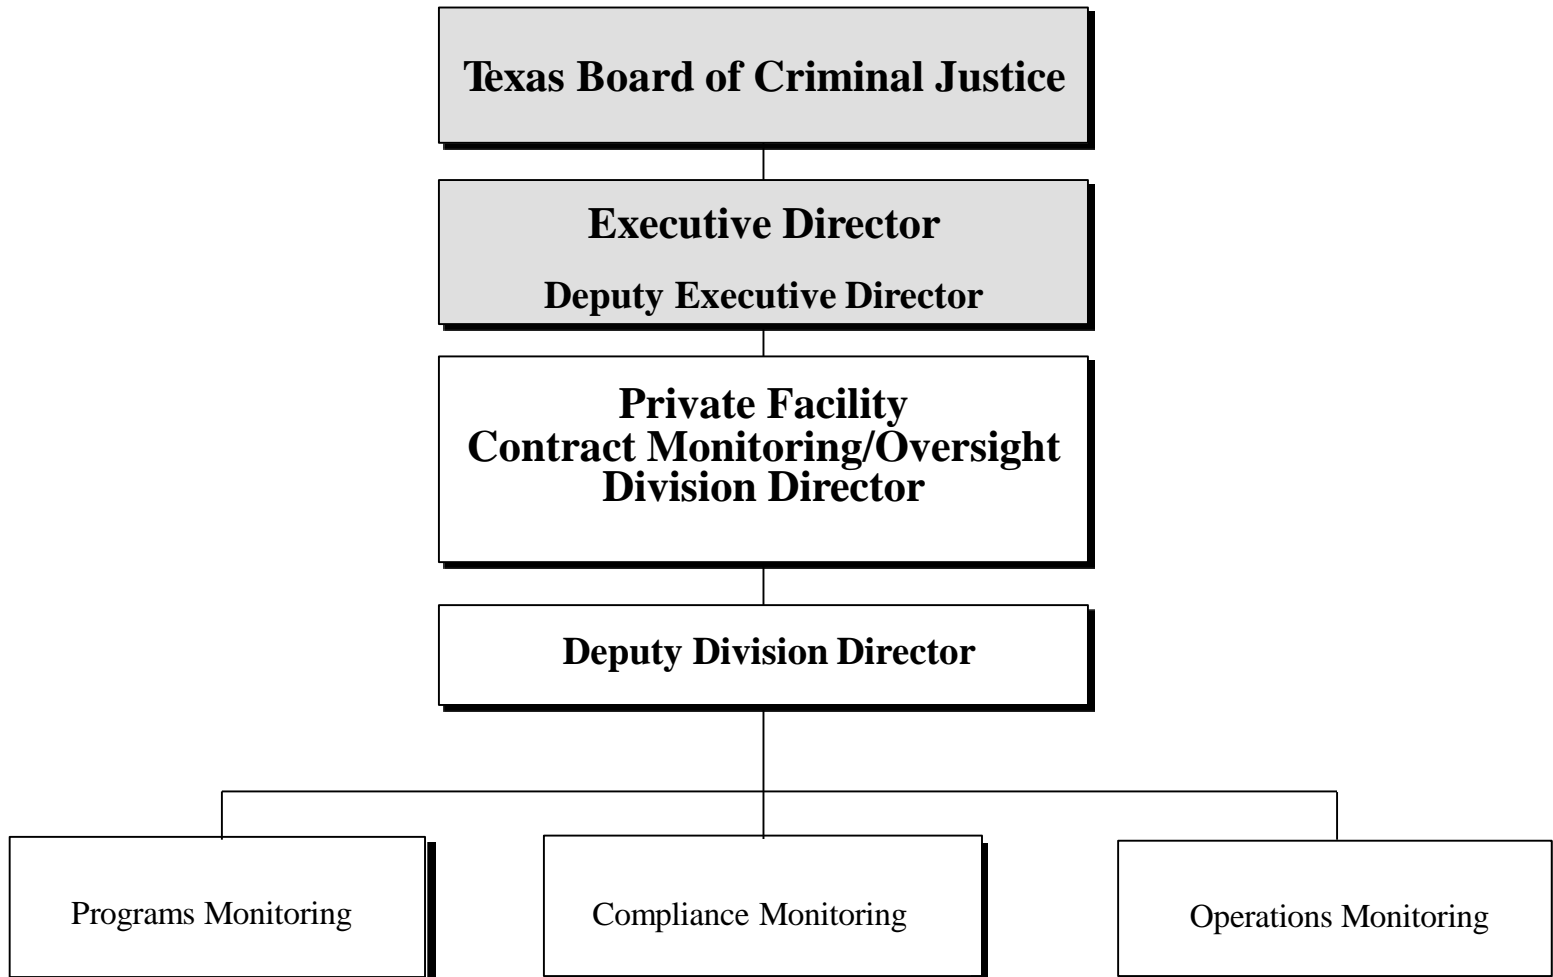 Texas Board of Criminal Justice
Executive Director
Deputy Executive Director
Private Facility
Contract Monitoring/Oversight
Division Director
Deputy Division Director
Programs Monitoring
Compliance Monitoring
Operations Monitoring